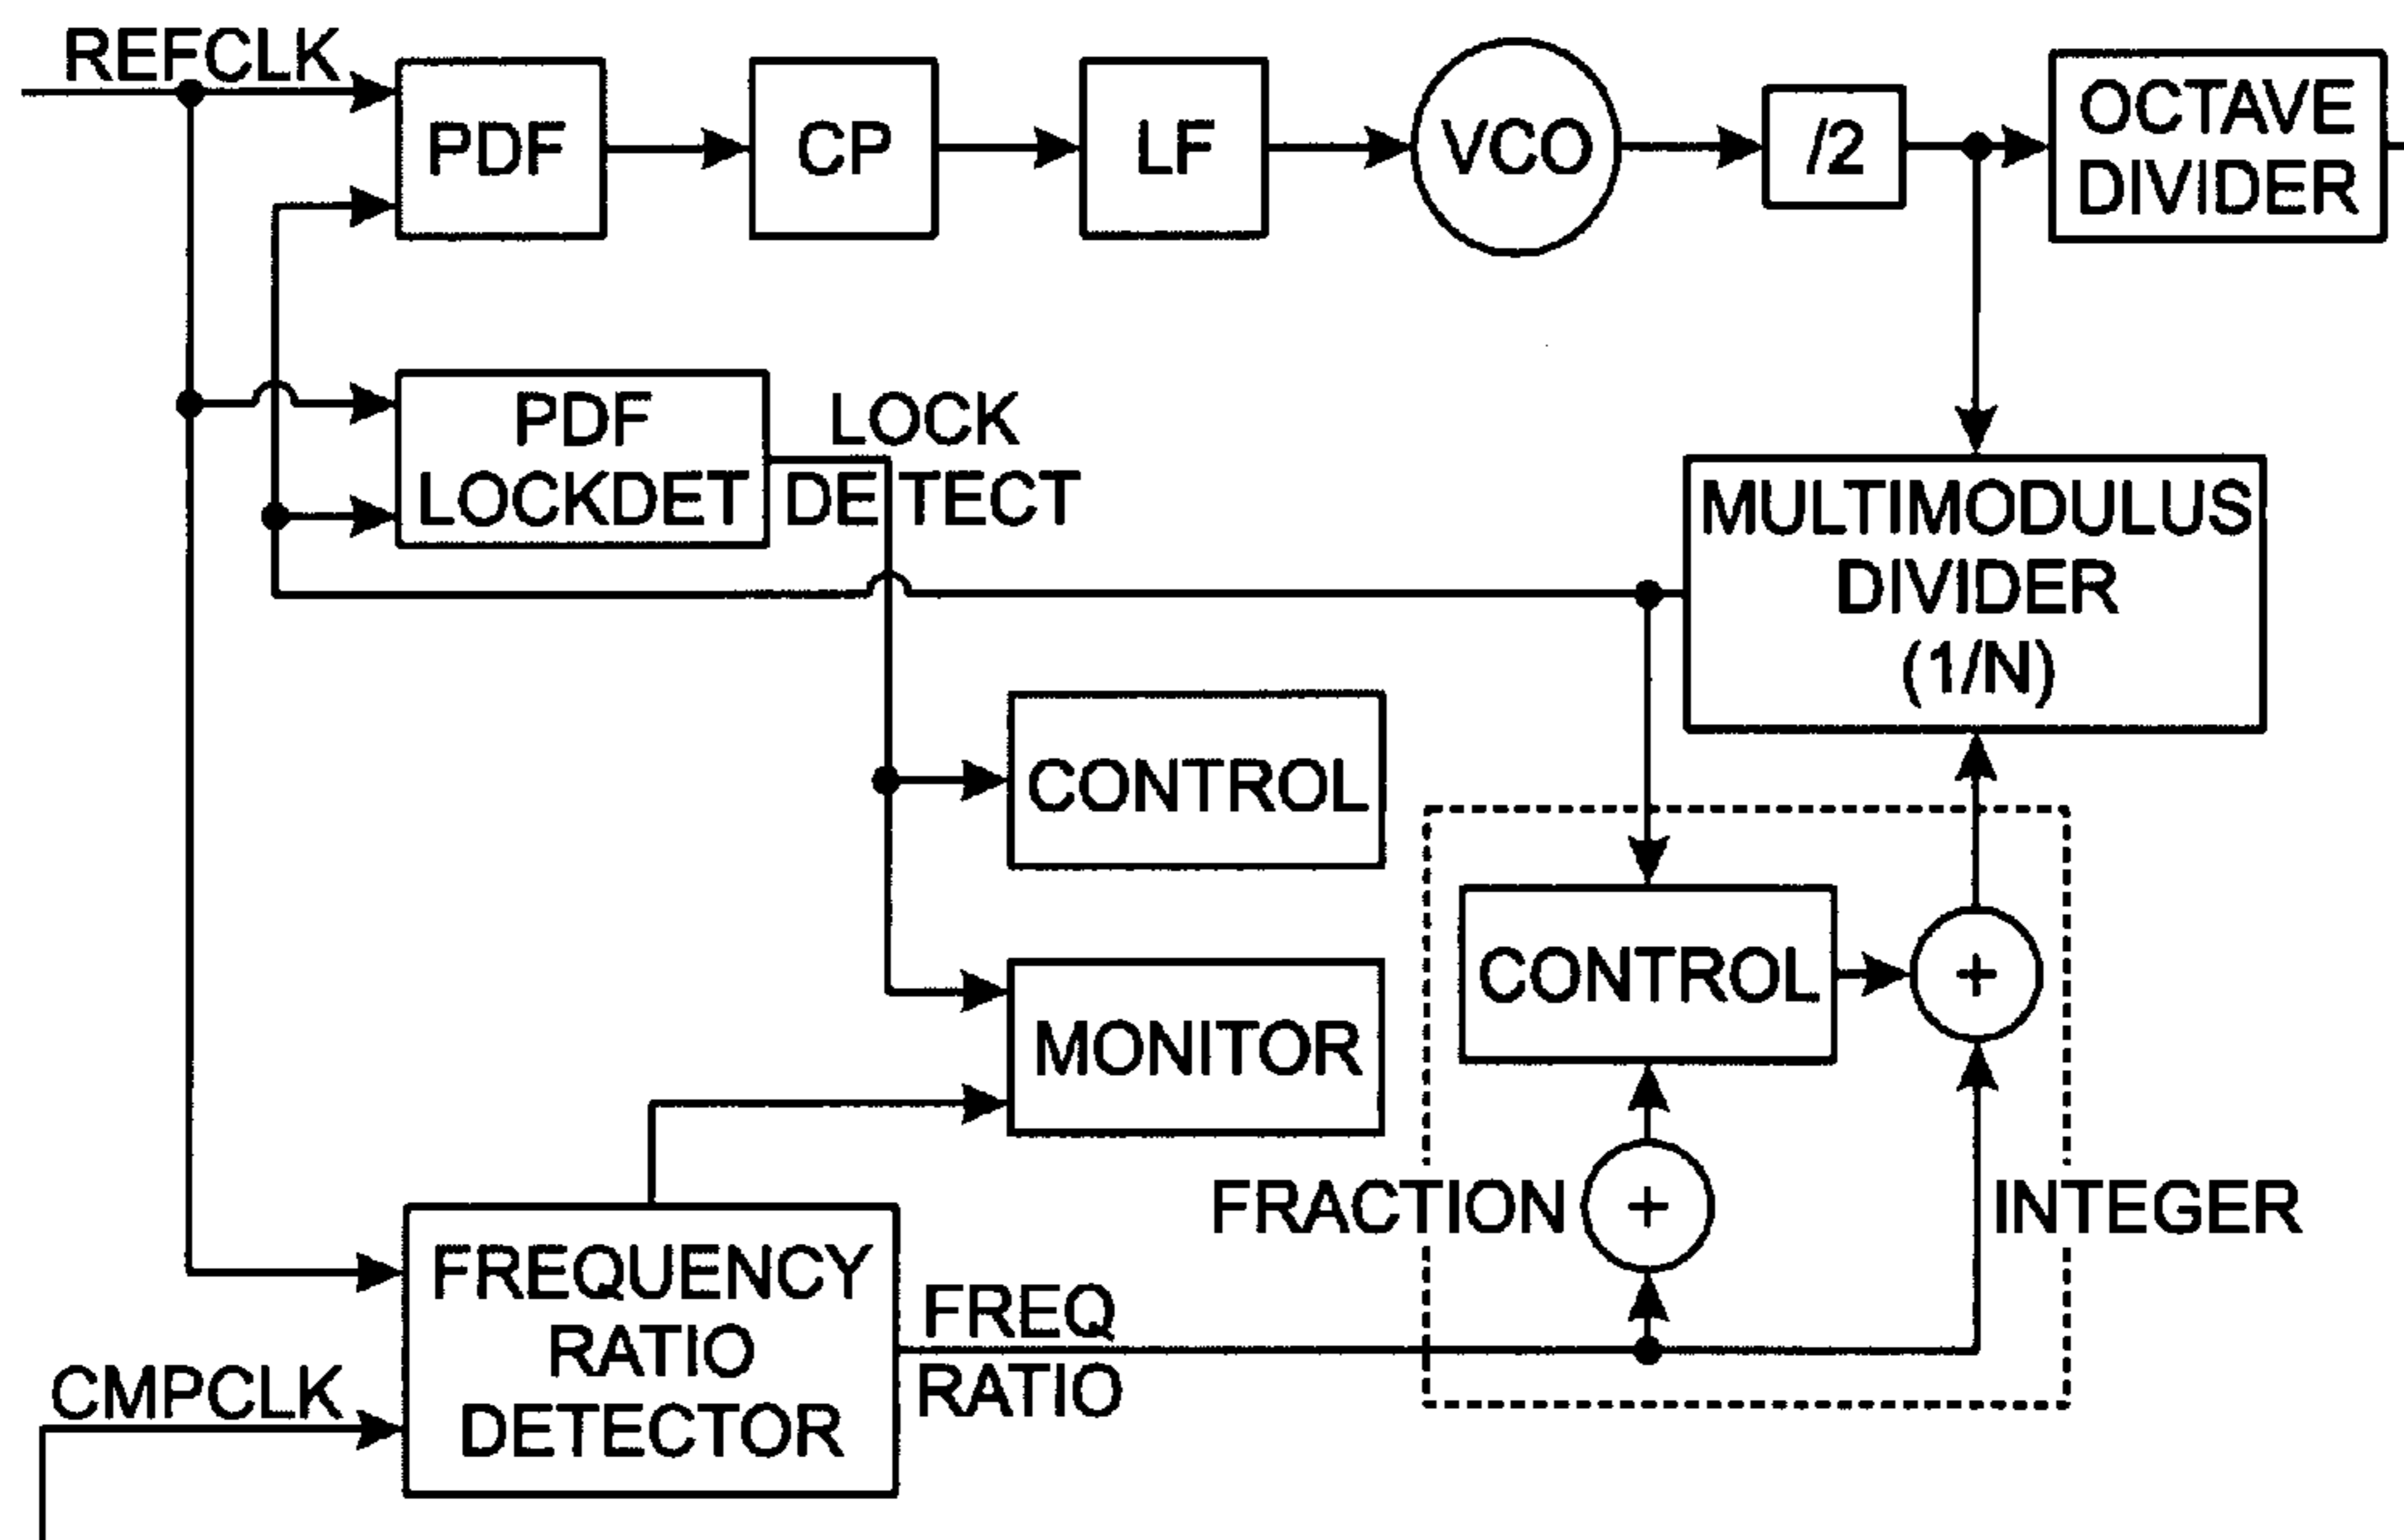 REFCLK
PDF
CP
LF
VCO
/2
OCTAVE
DIVIDER
PDF
LOCKDET
LOCK
DETECT
MULTIMODULUS
DIVIDER
(1/N)
CONTROL
CONTROL
+
MONITOR
FRACTION
+
INTEGER
FREQUENCY
RATIO
DETECTOR
FREQ
RATIO
CMPCLK